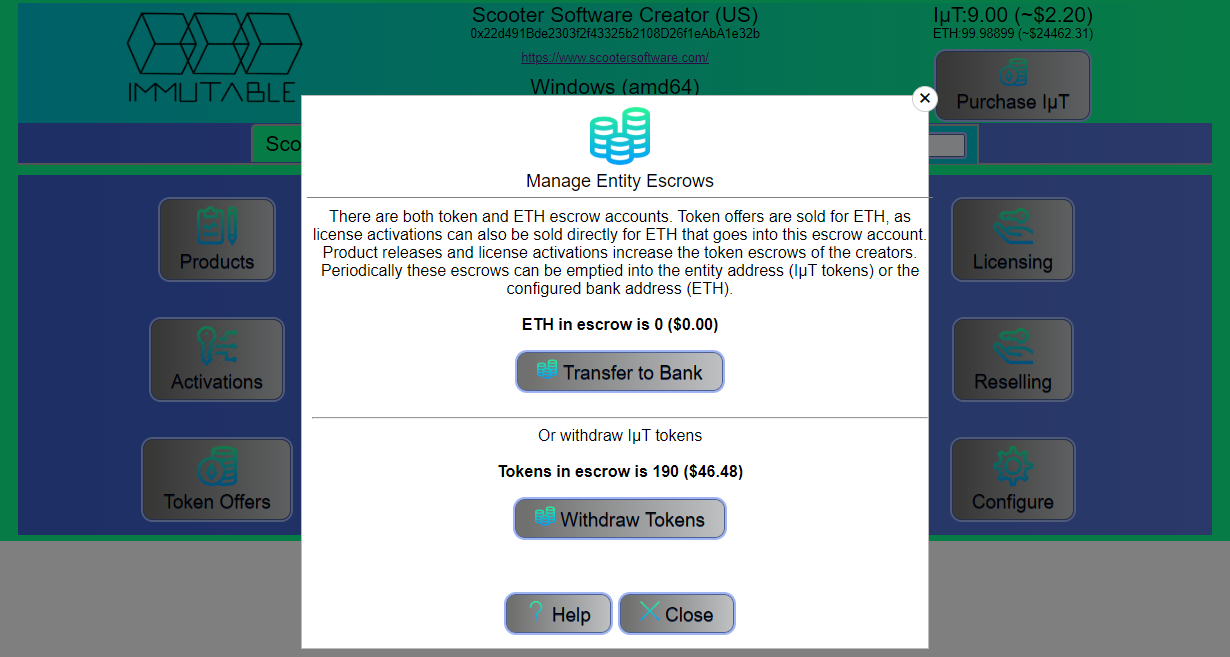 Scooter Software Creator (US)
IμT:9.00 (~$2.20)
0x22d491Bde2303f2f43325b2108D26f1eAbA1e32b
ETH:99.98899 (~$24462.31)
https://www.scootersoftware.com/
IMMUTABLE
Windows (amd64)
Purchase IμT
Sco
Manage Entity Escrows
There are both token and ETH escrow accounts. Token offers are sold for ETH, as
license activations can also be sold directly for ETH that goes into this escrow account.
Product releases and license activations increase the token escrows of the creators.
Periodically these escrows can be emptied into the entity address (IμT tokens) or the
configured bank address (ETH).
ETH in escrow is 0 ($0.00)
Transfer to Bank
Or withdraw IμT tokens
Tokens in escrow is 190 ($46.48)
Withdraw Tokens
? Help
Close
Products
Licensing
Activations
Reselling
Token Offers
Configure